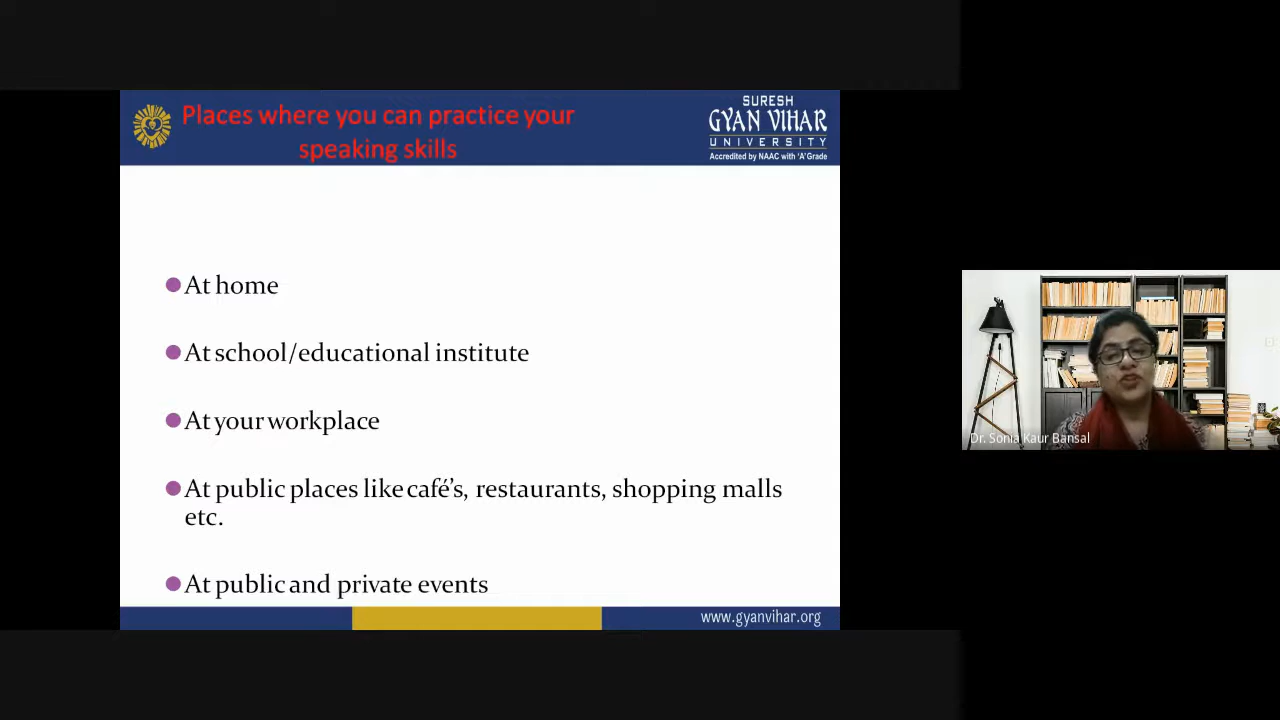 Places where you can practice your
speaking skills
SURESH
GYAN VIHAR
UNIVERSITY
Accredited by NAAC with 'A' Grade
At home
At school/educational institute
At your workplace
At public places like café's, restaurants, shopping malls
etc.
At public and private events
www.gyanvihar.org
Dr. Sonia Kaur Bansal